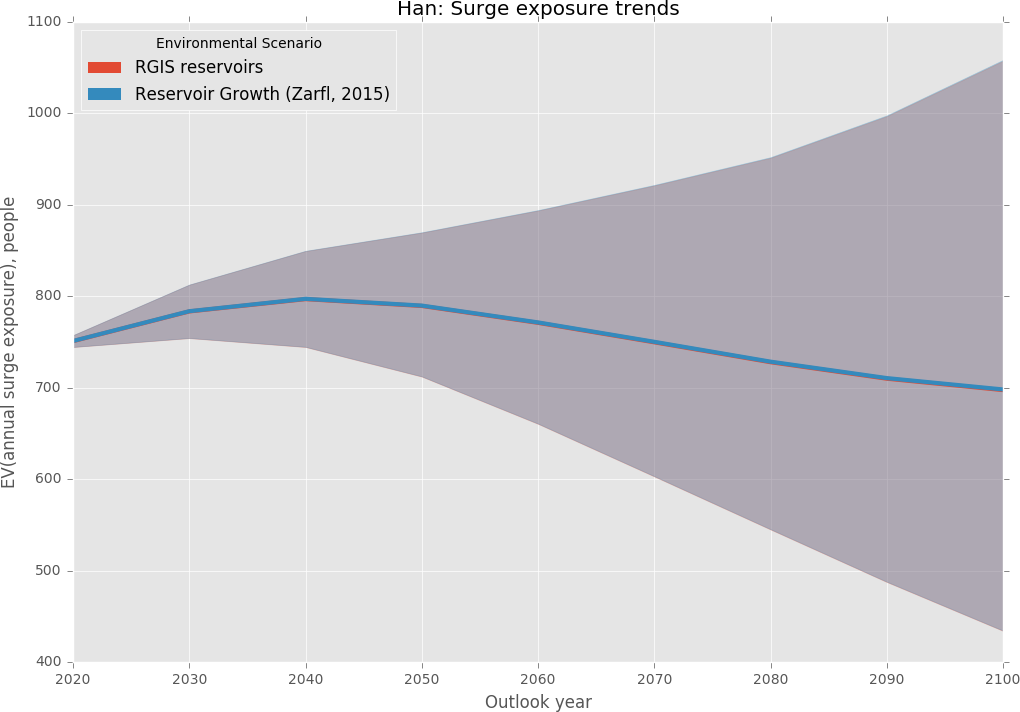 Han: Surge exposure trends
Environmental Scenario
RGIS reservoirs
Reservoir Growth (Zarfl, 2015)
EV(annual surge exposure), people
1100
1000
900
800
700
600
500
400
2020 2030 2040 2050 2060 2070 2080 2090 2100
Outlook year